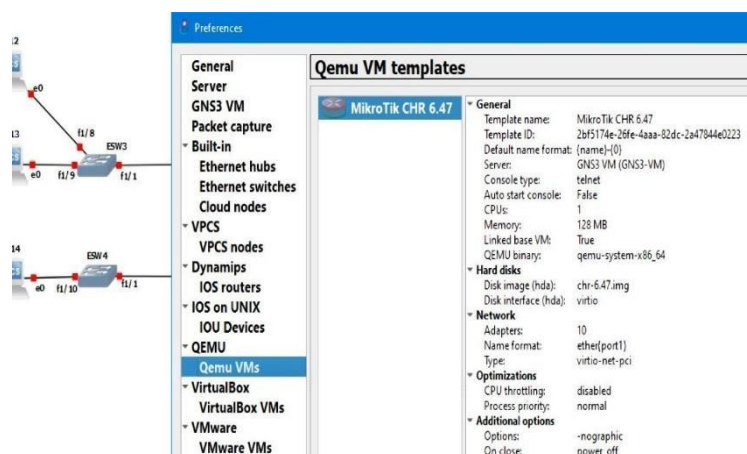 Preferences
12
e0
13
f1/8
ESW3
e0
f1/9
f1/1
14
ESW4
e0
f1/10
f1/1
General
Server
GNS3 VM
Packet capture
Built-in
Ethernet hubs
Ethernet switches
Cloud nodes
VPCS
VPCS nodes
Dynamips
IOS routers
IOS on UNIX
IOU Devices
QEMU
Qemu VMs
VirtualBox
VirtualBox VMs
VMware
VMware VMs
Qemu VM templates
MikroTik CHR 6.47
General
Template name: MikroTik CHR 6.47
Template ID: 2bf5174e-26fe-4aaa-82dc-2a47844e0223
Default name format: {name}-{0}
Server: GNS3 VM (GNS3-VM)
Console type: telnet
Auto start console: False
CPUs: 1
Memory: 128 MB
Linked base VM: True
QEMU binary: qemu-system-x86_64
Hard disks
Disk image (hda): chr-6.47.img
Disk interface (hda): virtio
Network
Adapters: 10
Name format: ether{port1}
Type: virtio-net-pci
Optimizations
CPU throttling: disabled
Process priority: normal
Additional options
Options: -nographic
On close: power_off